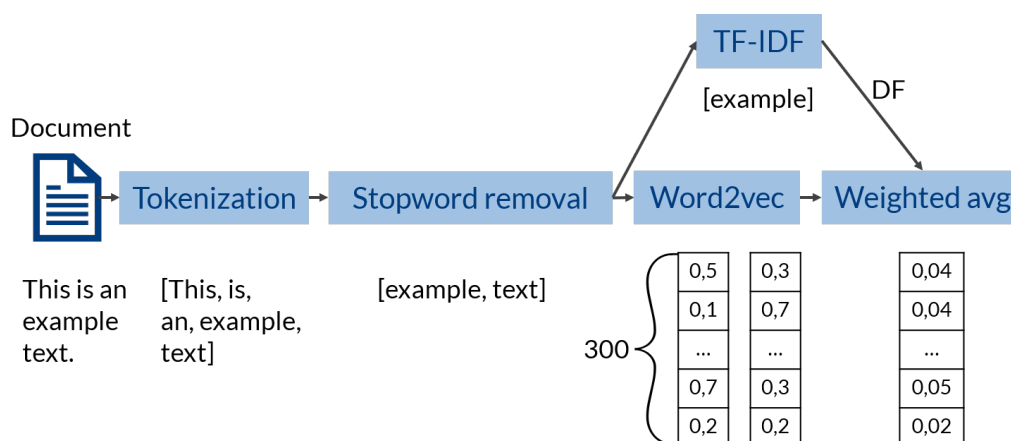 TF-IDF
[example]
DF
Document
Tokenization
Stopword removal
Word2vec
Weighted avg
This is an
example
text.
[This, is,
an, example,
text]
[example, text]
300
0,5
0,1
...
0,7
0,2
0,3
0,7
...
0,3
0,2
0,04
0,04
...
0,05
0,02